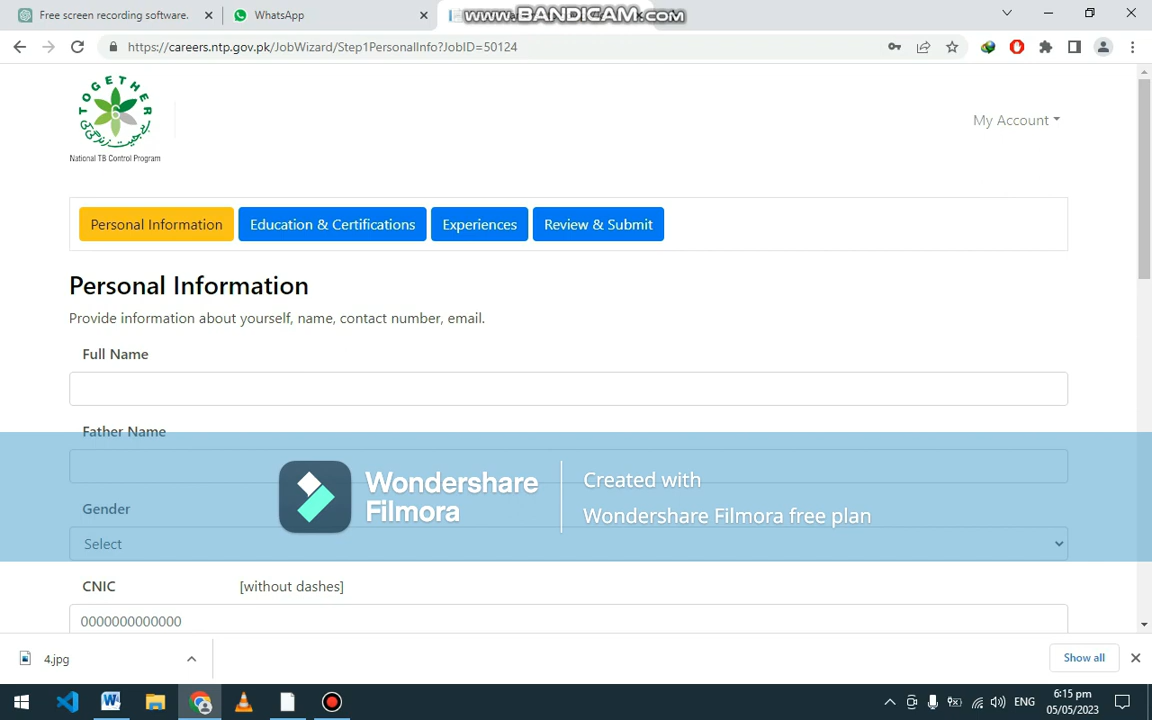 Free screen recording software.
WhatsApp
WWW.BANDICAM.COM
https://careers.ntp.gov.pk/JobWizard/Step1PersonalInfo?JobID=50124
TOGETHER
National TB Control Program
My Account
Personal Information
Education & Certifications
Experiences
Review & Submit
Personal Information
Provide information about yourself, name, contact number, email.
Full Name
Father Name
Wondershare
Filmora
Created with
Wondershare Filmora free plan
Gender
Select
CNIC [without dashes]
0000000000000
4.jpg
Show all
ENG
6:15 pm
05/05/2023